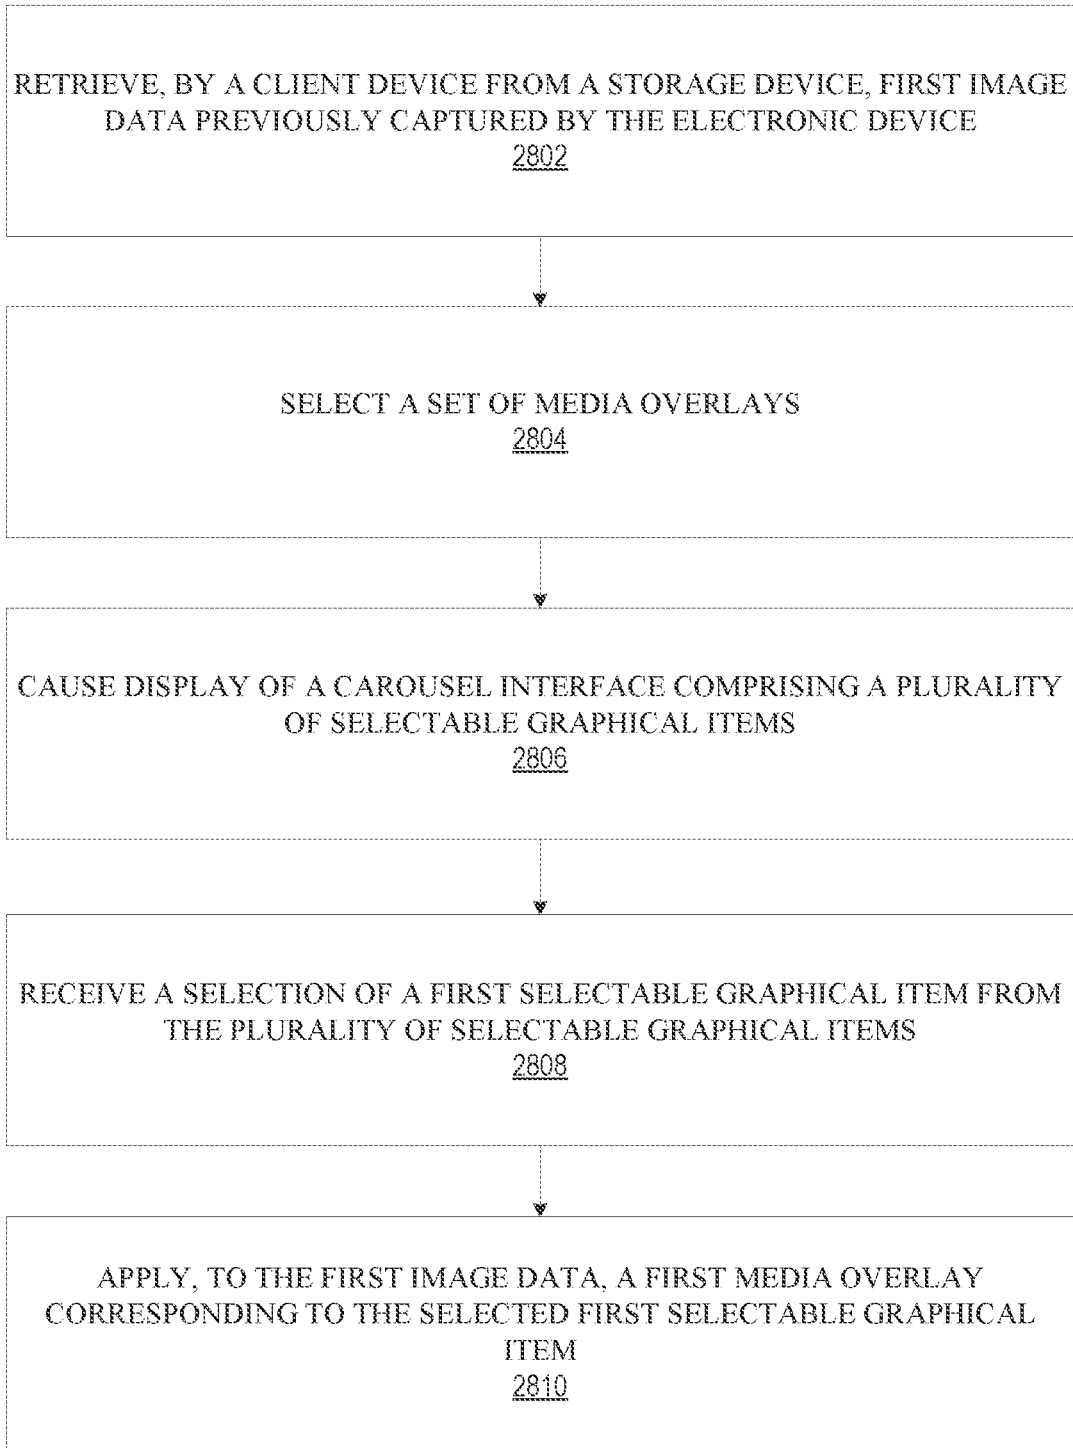 RETRIEVE, BY A CLIENT DEVICE FROM A STORAGE DEVICE, FIRST IMAGE
DATA PREVIOUSLY CAPTURED BY THE ELECTRONIC DEVICE
2802
SELECT A SET OF MEDIA OVERLAYS
2804
CAUSE DISPLAY OF A CAROUSEL INTERFACE COMPRISING A PLURALITY
OF SELECTABLE GRAPHICAL ITEMS
2806
RECEIVE A SELECTION OF A FIRST SELECTABLE GRAPHICAL ITEM FROM
THE PLURALITY OF SELECTABLE GRAPHICAL ITEMS
2808
APPLY, TO THE FIRST IMAGE DATA, A FIRST MEDIA OVERLAY
CORRESPONDING TO THE SELECTED FIRST SELECTABLE GRAPHICAL
ITEM
2810